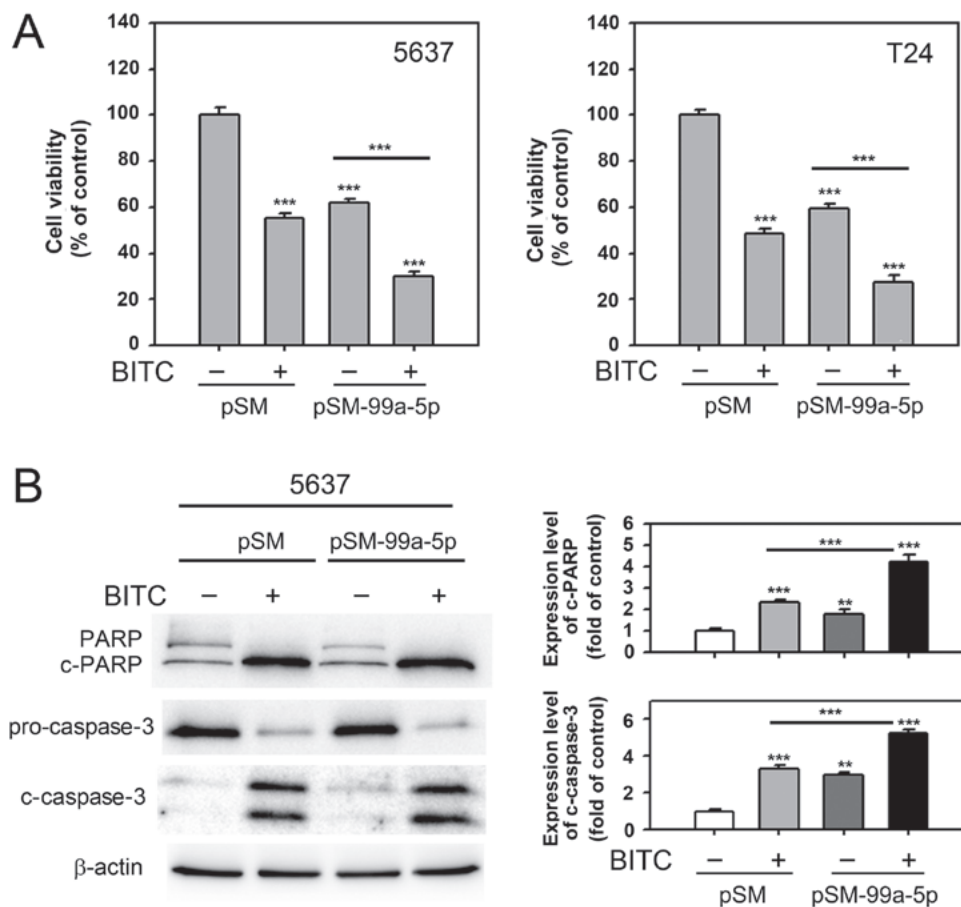 A
5637
T24
Cell viability
(% of control)
140
120
100
80
60
40
20
0
***
***
***
***
BITC
– + – +
pSM pSM-99a-5p
Cell viability
(% of control)
140
120
100
80
60
40
20
0
***
***
***
***
BITC
– + – +
pSM pSM-99a-5p
B
5637
pSM pSM-99a-5p
BITC – + – +
PARP
c-PARP
pro-caspase-3
c-caspase-3
β-actin
Expression level
of c-PARP
(fold of control)
6
5
4
3
2
1
0
***
**
***
***
Expression level
of c-caspase-3
(fold of control)
6
4
2
0
***
**
***
***
BITC – + – +
pSM pSM-99a-5p